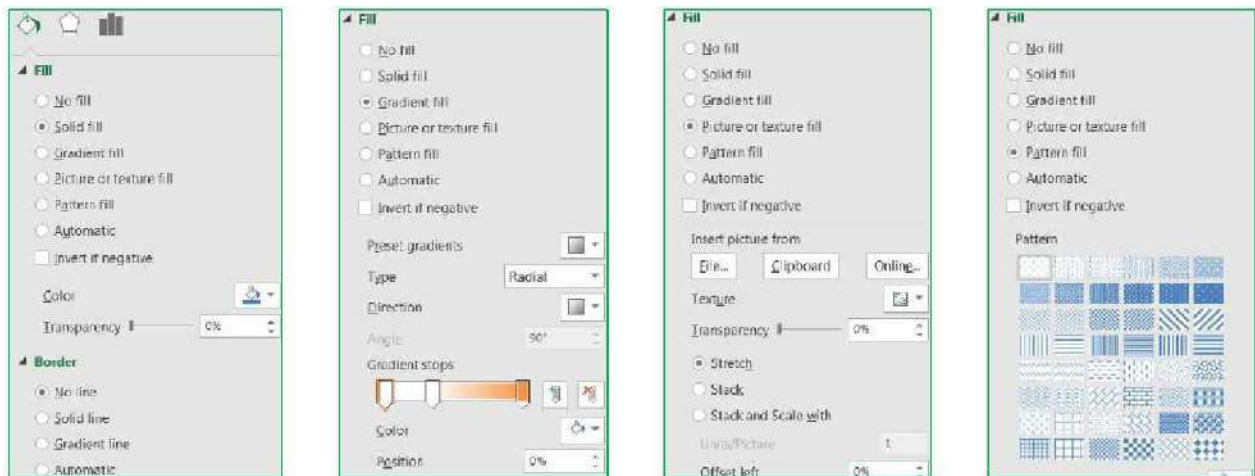 Fill
No fill
Solid fill
Gradient fill
Picture or texture fill
Pattern fill
Automatic
Invert if negative
Color
Transparency 0%
Border
No line
Solid line
Gradient line
Automatic
Fill
No fill
Solid fill
Gradient fill
Picture or texture fill
Pattern fill
Automatic
Invert if negative
Preset gradients
Type Radial
Direction
Angle 90°
Gradient stops
Color
Position 0%
Fill
No fill
Solid fill
Gradient fill
Picture or texture fill
Pattern fill
Automatic
Invert if negative
Insert picture from
File... Clipboard Online...
Texture
Transparency 0%
Stretch
Stack
Stack and Scale with
Units/Picture 1
Offset left 0%
Fill
No fill
Solid fill
Gradient fill
Picture or texture fill
Pattern fill
Automatic
Invert if negative
Pattern